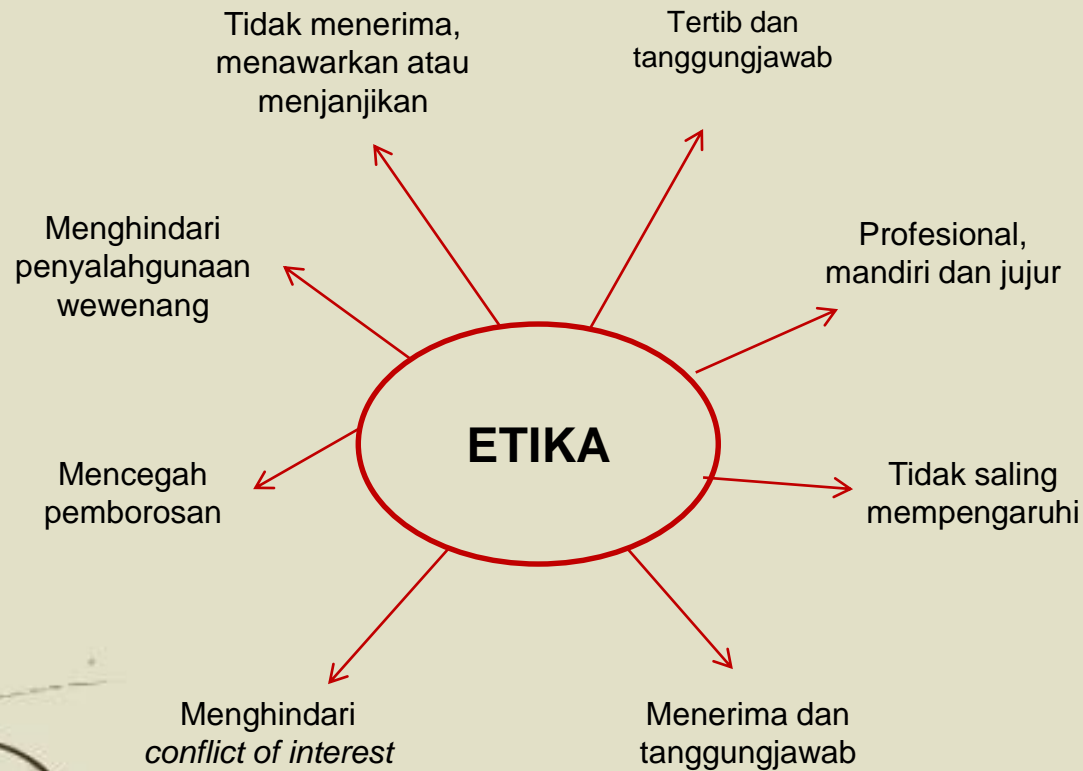 Tidak menerima,
menawarkan atau
menjanjikan
Tertib dan
tanggungjawab
Menghindari
penyalahgunaan
wewenang
Profesional,
mandiri dan jujur
ETIKA
Mencegah
pemborosan
Tidak saling
mempengaruhi
Menghindari
conflict of interest
Menerima dan
tanggungjawab